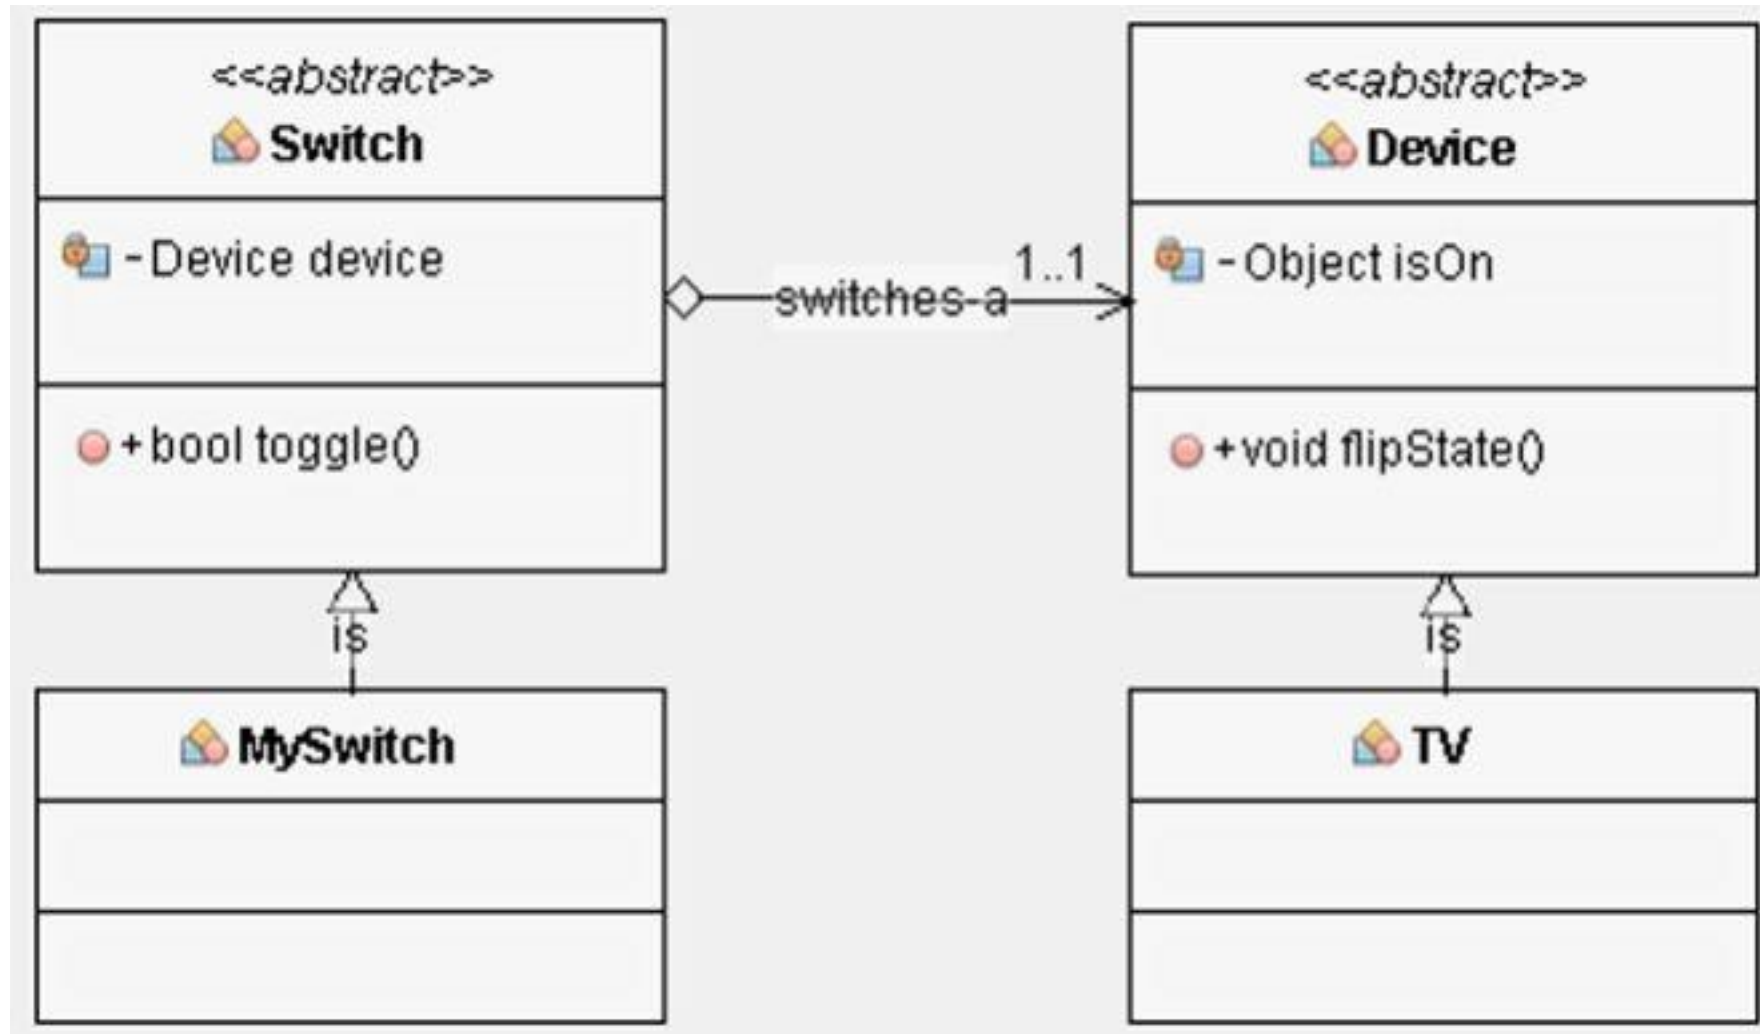 <<abstract>>
Switch
- Device device
+ bool toggle()
switches-a
1..1
<<abstract>>
Device
- Object isOn
+ void flipState()
is
is
MySwitch
TV